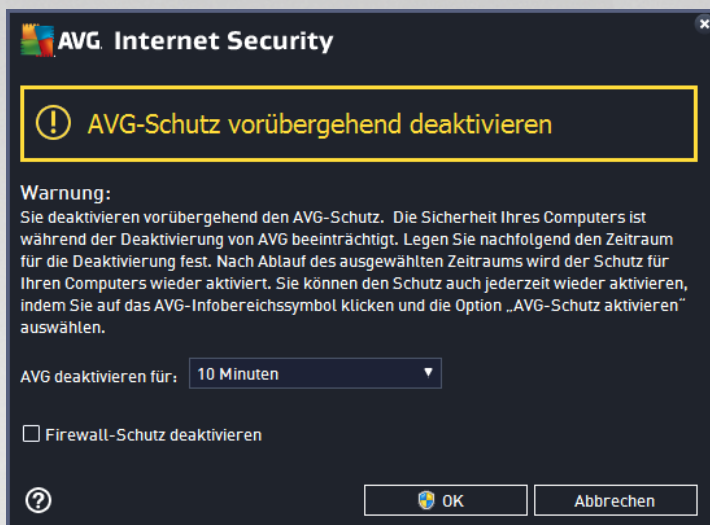 AVG. Internet Security
AVG-Schutz vorübergehend deaktivieren
Warnung:
Sie deaktivieren vorübergehend den AVG-Schutz. Die Sicherheit Ihres Computers ist
während der Deaktivierung von AVG beeinträchtigt. Legen Sie nachfolgend den Zeitraum
für die Deaktivierung fest. Nach Ablauf des ausgewählten Zeitraums wird der Schutz für
Ihren Computers wieder aktiviert. Sie können den Schutz auch jederzeit wieder aktivieren,
indem Sie auf das AVG-Infobereichssymbol klicken und die Option „AVG-Schutz aktivieren“
auswählen.
AVG deaktivieren für: 10 Minuten
Firewall-Schutz deaktivieren
OK Abbrechen